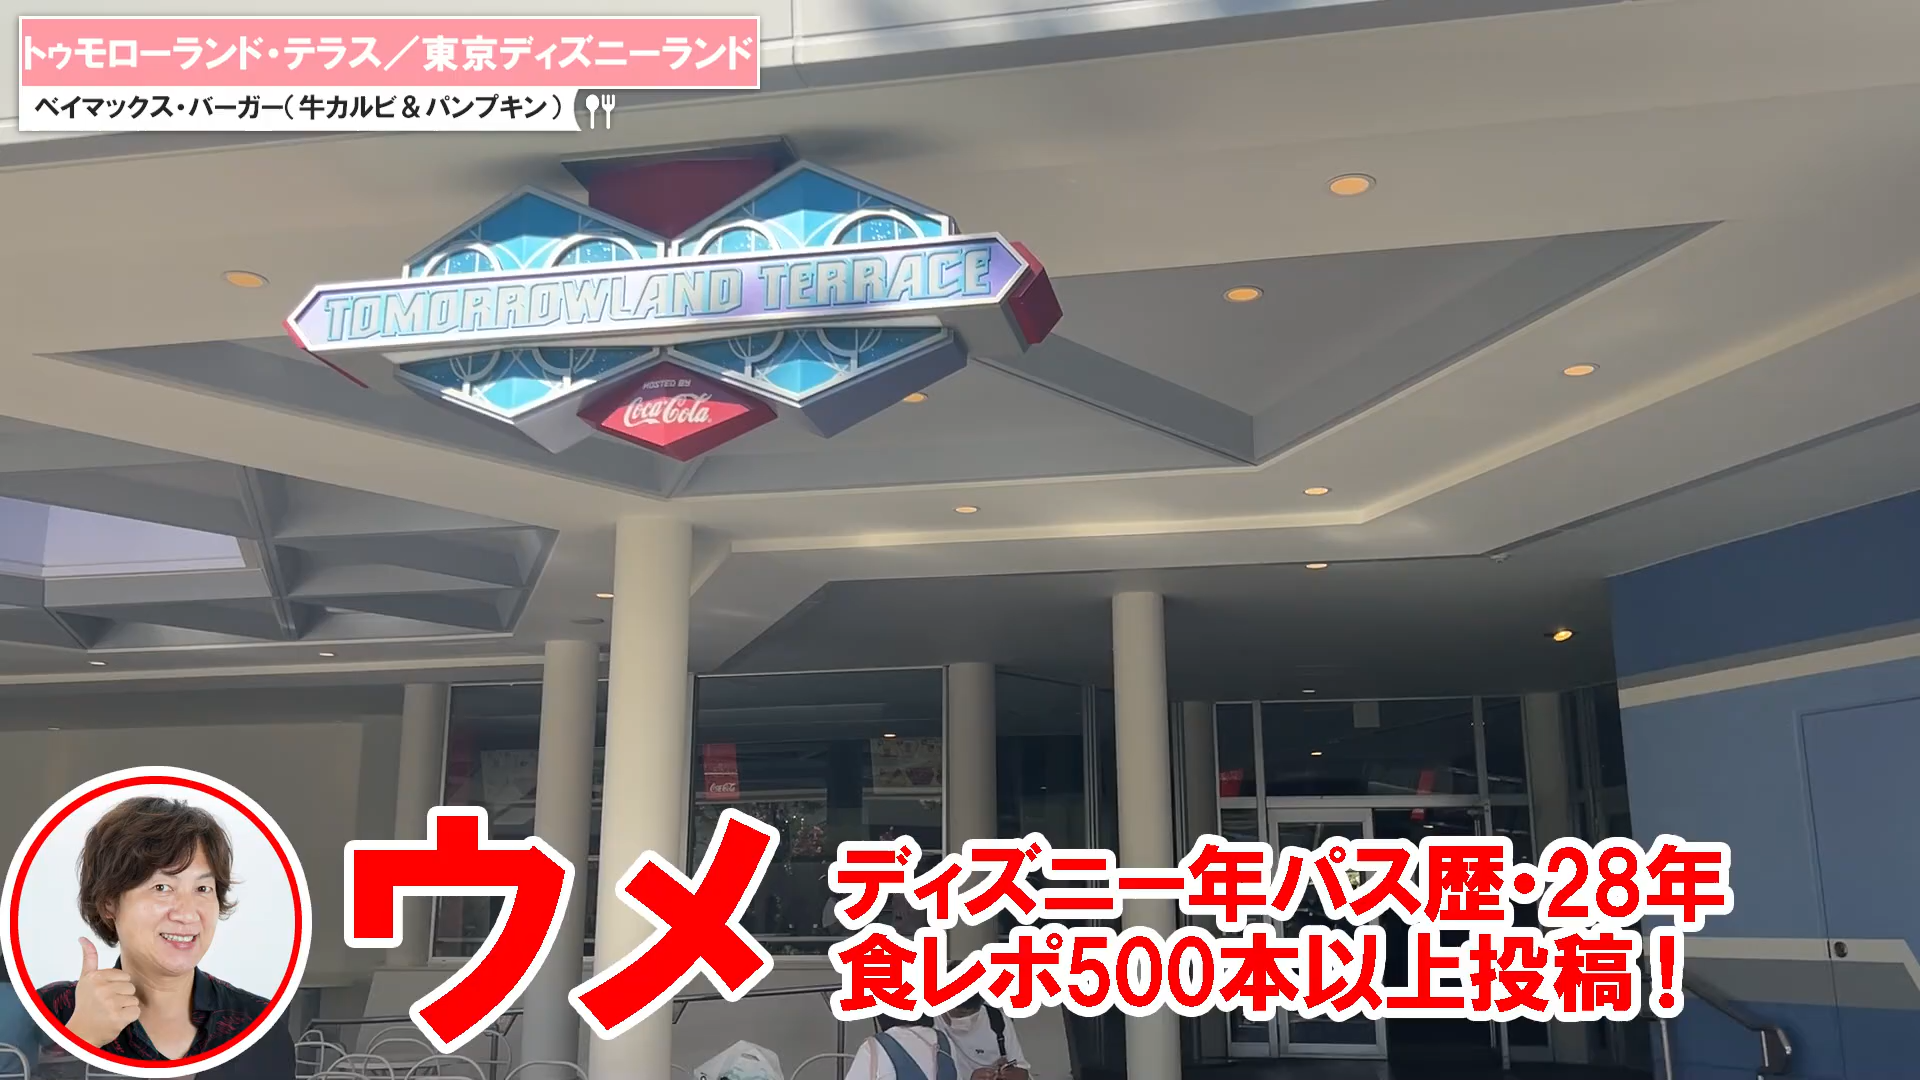 トゥモローランド・テラス／東京ディズニーランド
ベイマックス・バーガー（牛カルビ＆パンプキン）
TOMORROWLAND TERRACE
HOSTED BY
Coca-Cola
Coca-Cola
ウメ
ディズニー年パス歴・28年
食レポ500本以上投稿！